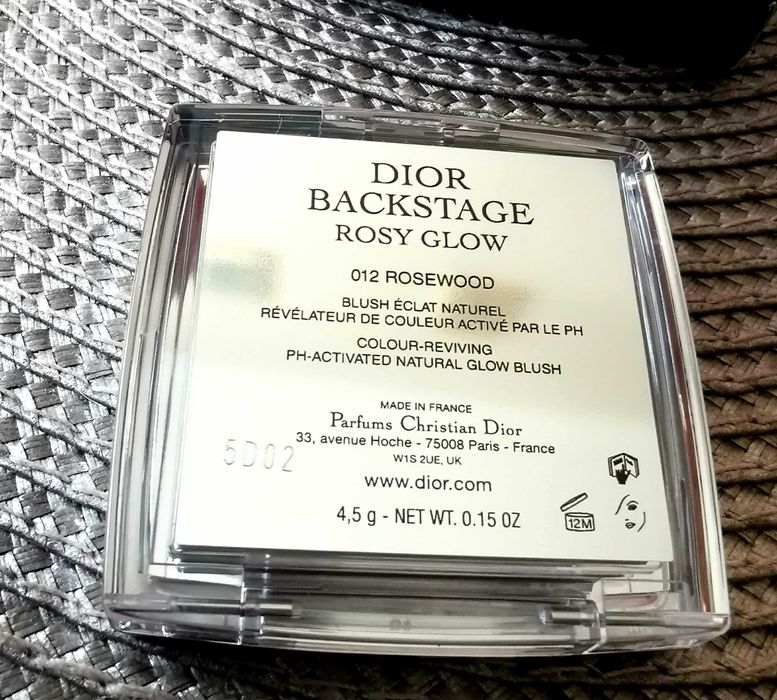 DIOR
BACKSTAGE
ROSY GLOW
012 ROSEWOOD
BLUSH ÉCLAT NATUREL
RÉVÉLATEUR DE COULEUR ACTIVÉ PAR LE PH
COLOUR-REVIVING
PH-ACTIVATED NATURAL GLOW BLUSH
MADE IN FRANCE
Parfums Christian Dior
33, avenue Hoche - 75008 Paris - France
W1S 2UE, UK
5D02
www.dior.com
4,5 g - NET WT. 0.15 OZ
12M